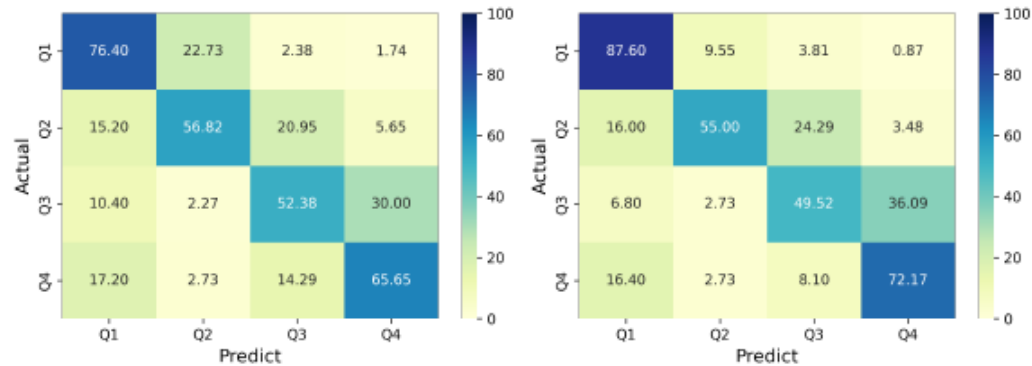 100
Q1 76.40 22.73 2.38 1.74
80
Q2 15.20 56.82 20.95 5.65
60
Actual
40
Q3 10.40 2.27 52.38 30.00
20
Q4 17.20 2.73 14.29 65.65
0
Q1 Q2 Q3 Q4
Predict
100
Q1 87.60 9.55 3.81 0.87
80
Q2 16.00 55.00 24.29 3.48
60
Actual
40
Q3 6.80 2.73 49.52 36.09
20
Q4 16.40 2.73 8.10 72.17
0
Q1 Q2 Q3 Q4
Predict